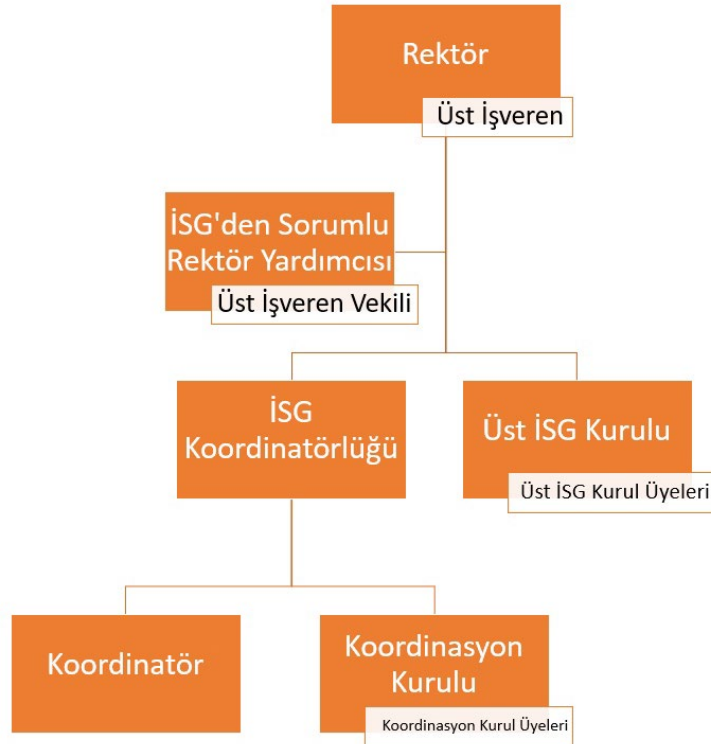 Rektör
Üst İşveren
İSG'den Sorumlu
Rektör Yardımcısı
Üst İşveren Vekili
İSG
Koordinatörlüğü
Üst İSG Kurulu
Üst İSG Kurul Üyeleri
Koordinatör
Koordinasyon
Kurulu
Koordinasyon Kurul Üyeleri